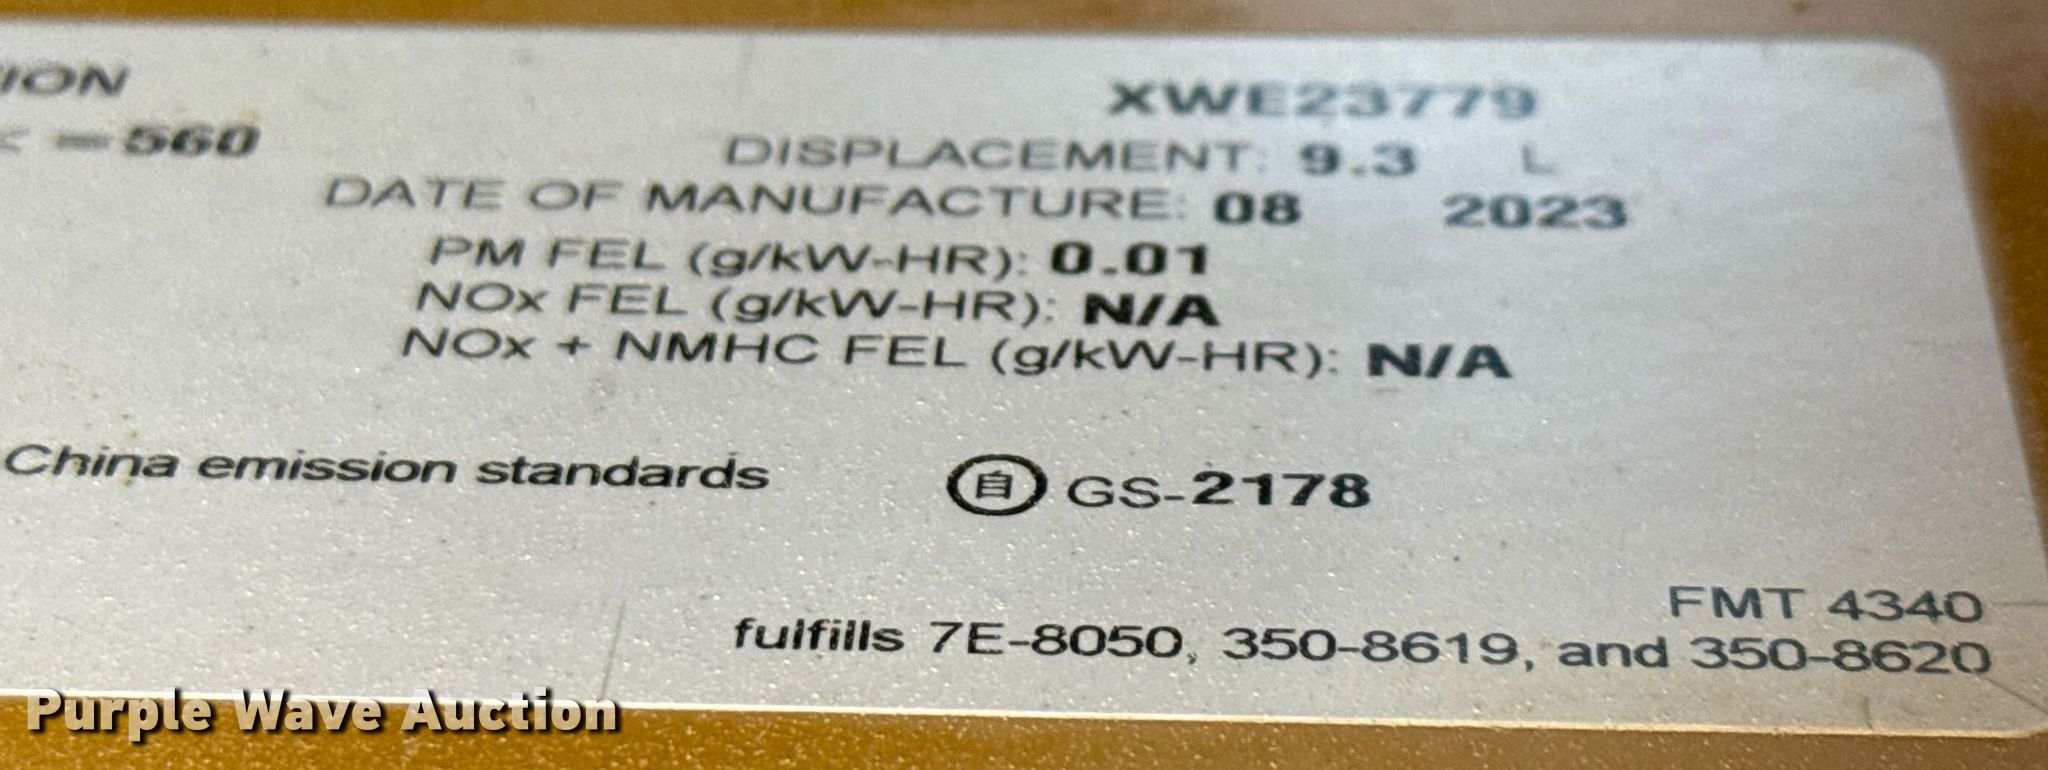 ION
XWE23779
< =560
DISPLACEMENT: 9.3 L
DATE OF MANUFACTURE: 08 2023
PM FEL (g/kW-HR): 0.01
NOx FEL (g/kW-HR): N/A
NOx + NMHC FEL (g/kW-HR): N/A
China emission standards
自 GS-2178
FMT 4340
fulfills 7E-8050, 350-8619, and 350-8620
Purple Wave Auction